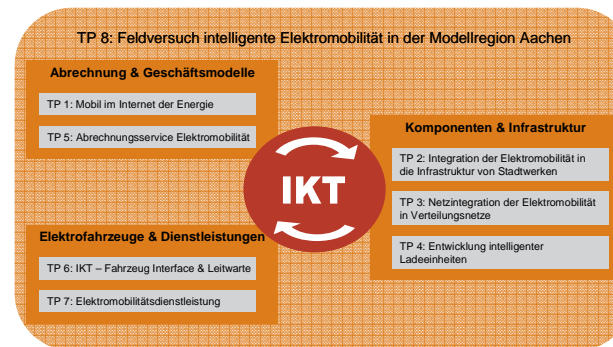 TP 8: Feldversuch intelligente Elektromobilität in der Modellregion Aachen
Abrechnung & Geschäftsmodelle
TP 1: Mobil im Internet der Energie
TP 5: Abrechnungsservice Elektromobilität
Komponenten & Infrastruktur
TP 2: Integration der Elektromobilität in
die Infrastruktur von Stadtwerken
TP 3: Netzintegration der Elektromobilität
in Verteilungsnetze
TP 4: Entwicklung intelligenter
Ladeeinheiten
IKT
Elektrofahrzeuge & Dienstleistungen
TP 6: IKT – Fahrzeug Interface & Leitwarte
TP 7: Elektromobilitätsdienstleistung